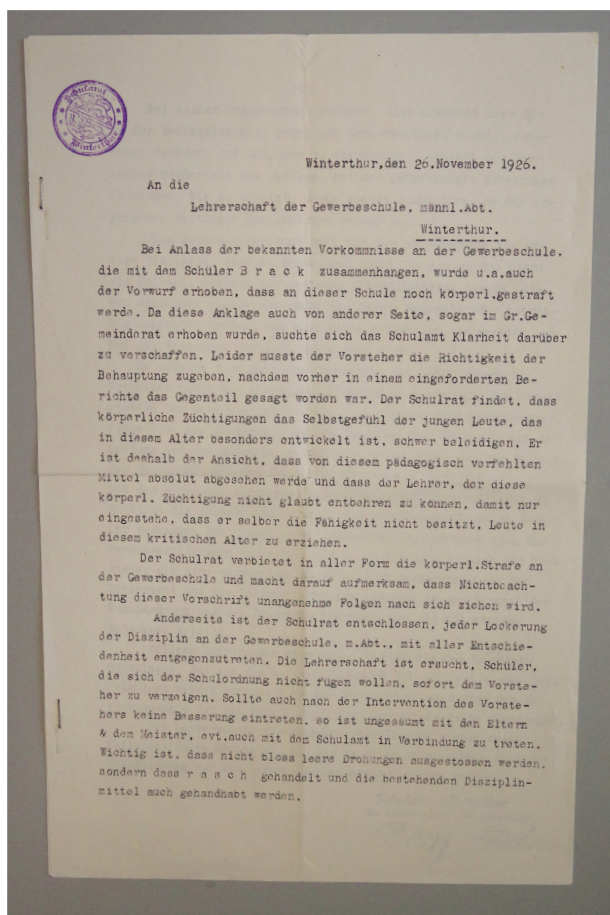 Schulamt
Winterthur
Winterthur,den 26.November 1926.
An die
Lehrerschaft der Gewerbeschule, männl.Abt.
Winterthur.
Bei Anlass der bekannten Vorkommnisse an der Gewerbeschule,
die mit dem Schüler B r a c k zusammenhangen, wurde u.a.auch
der Vorwurf erhoben, dass an dieser Schule noch körperl.gestraft
werde. Da diese Anklage auch von anderer Seite, sogar im Gr.Ge-
meinderat erhoben wurde, suchte sich das Schulamt Klarheit darüber
zu verschaffen. Leider musste der Vorsteher die Richtigkeit der
Behauptung zugeben, nachdem vorher in einem eingeforderten Be-
richte das Gegenteil gesagt worden war. Der Schulrat findet, dass
körperliche Züchtigungen das Selbstgefühl der jungen Leute, das
in diesem Alter besonders entwickelt ist, schwer beleidigen. Er
ist deshalb der Ansicht, dass von diesem pädagogisch verfehlten
Mittel absolut abgesehen werde und dass der Lehrer, der diese
körperl. Züchtigung nicht glaubt entbehren zu können, damit nur
eingestehe, dass er selber die Fähigkeit nicht besitzt, Leute in
diesem kritischen Alter zu erziehen.
Der Schulrat verbietet in aller Form die körperl.Strafe an
der Gewerbeschule und macht darauf aufmerksam, dass Nichtbeach-
tung dieser Vorschrift unangenehme Folgen nach sich ziehen wird.
Anderseits ist der Schulrat entschlossen, jeder Lockerung
der Disziplin an der Gewerbeschule, m.Abt., mit aller Entschie-
denheit entgegenzutreten. Die Lehrerschaft ist ersucht, Schüler,
die sich der Schulordnung nicht fügen wollen, sofort dem Vorste-
her zu verzeigen. Sollte auch nach der Intervention des Vorste-
hers keine Besserung eintreten, so ist ungesäumt mit den Eltern
& dem Meister, evt.auch mit dem Schulamt in Verbindung zu treten.
Wichtig ist, dass nicht bloss leere Drohungen ausgestossen werden,
sondern dass r a s c h gehandelt und die bestehenden Disziplin-
mittel auch gehandhabt werden.